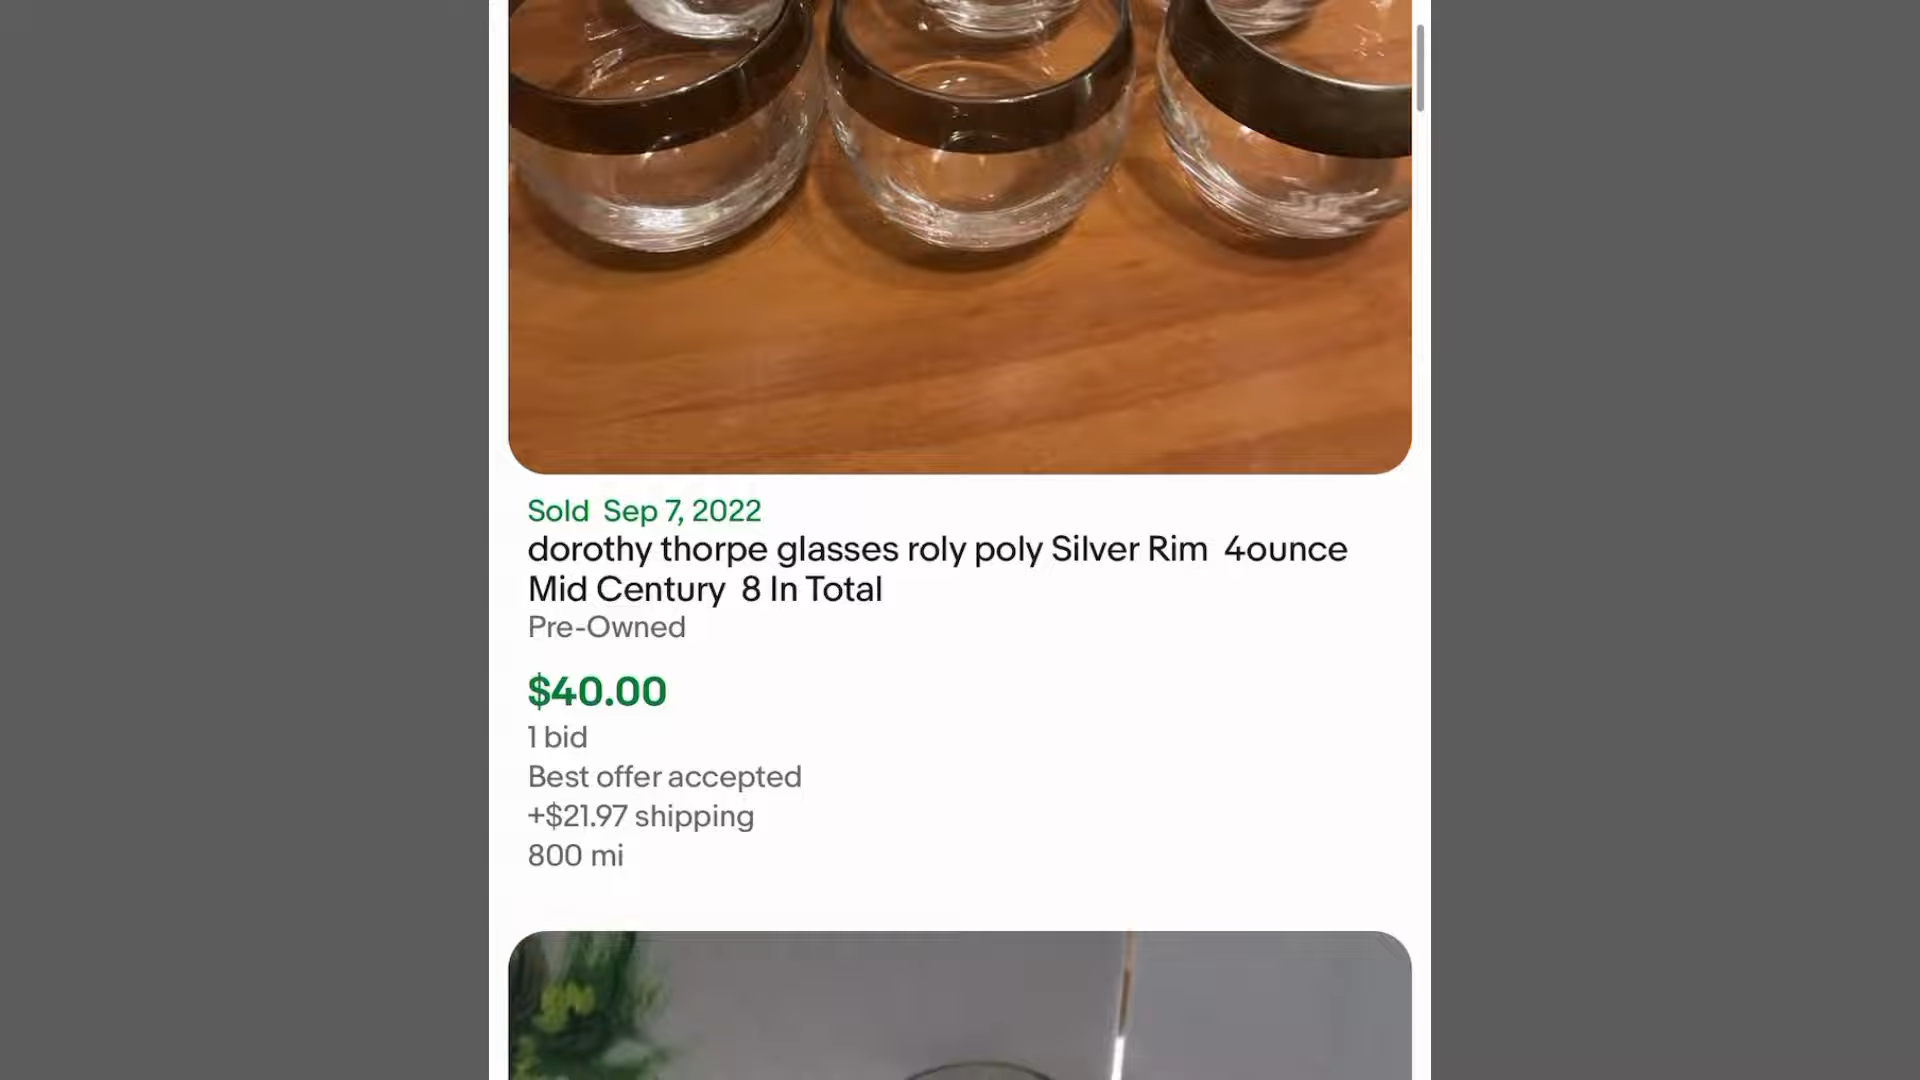 Sold Sep 7, 2022
dorothy thorpe glasses roly poly Silver Rim 4ounce
Mid Century 8 In Total
Pre-Owned
$40.00
1 bid
Best offer accepted
+$21.97 shipping
800 mi